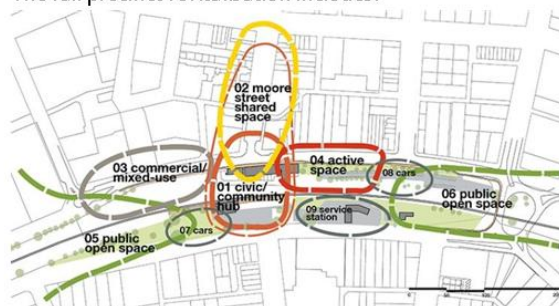 02 moore
street
shared
space
03 commercial/
mixed-use
04 active
space
08 cars
01 civic/
community
hub
06 public
open space
09 service
station
07 cars
05 public
open space